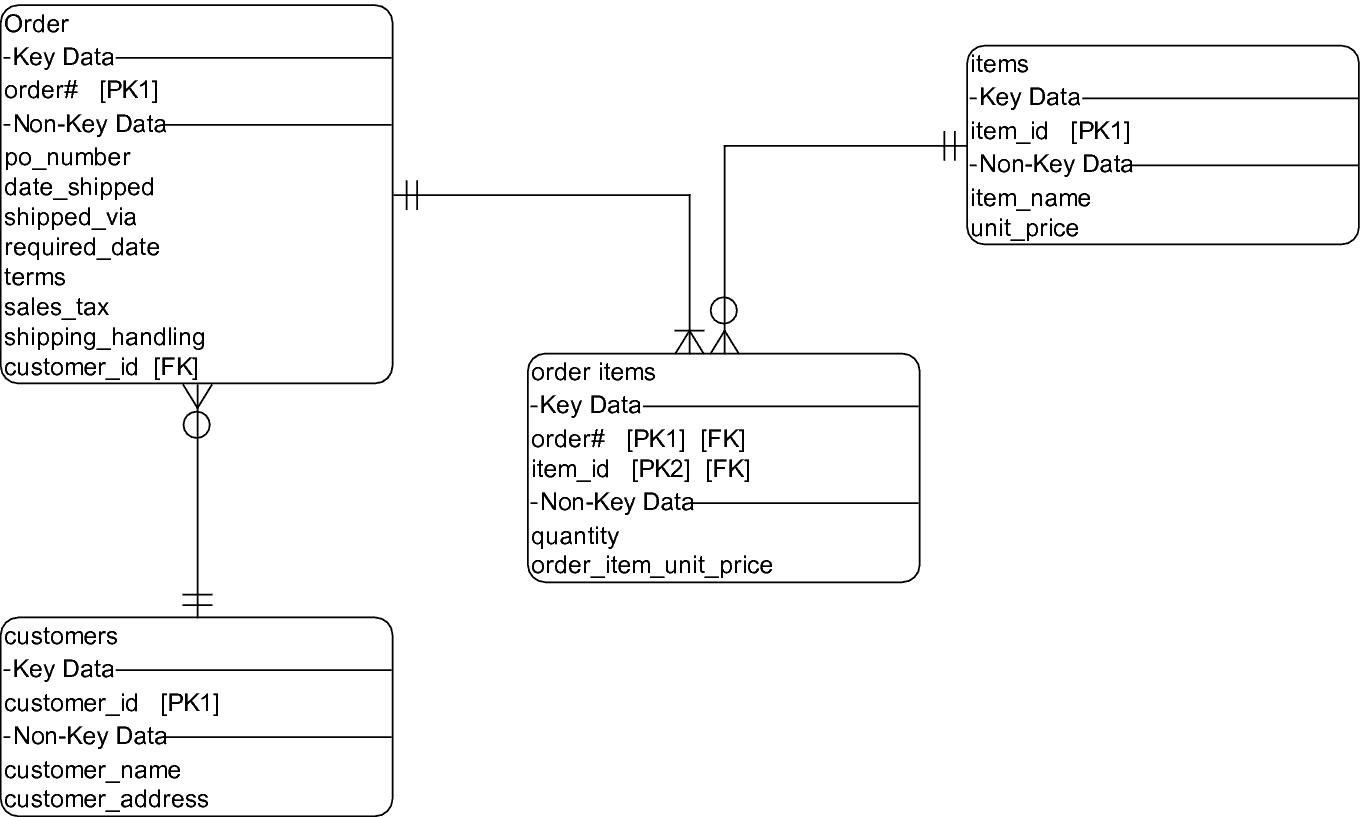 Order
-Key Data
order# [PK1]
-Non-Key Data
po_number
date_shipped
shipped_via
required_date
terms
sales_tax
shipping_handling
customer_id [FK]
items
-Key Data
item_id [PK1]
-Non-Key Data
item_name
unit_price
order items
-Key Data
order# [PK1] [FK]
item_id [PK2] [FK]
-Non-Key Data
quantity
order_item_unit_price
customers
-Key Data
customer_id [PK1]
-Non-Key Data
customer_name
customer_address